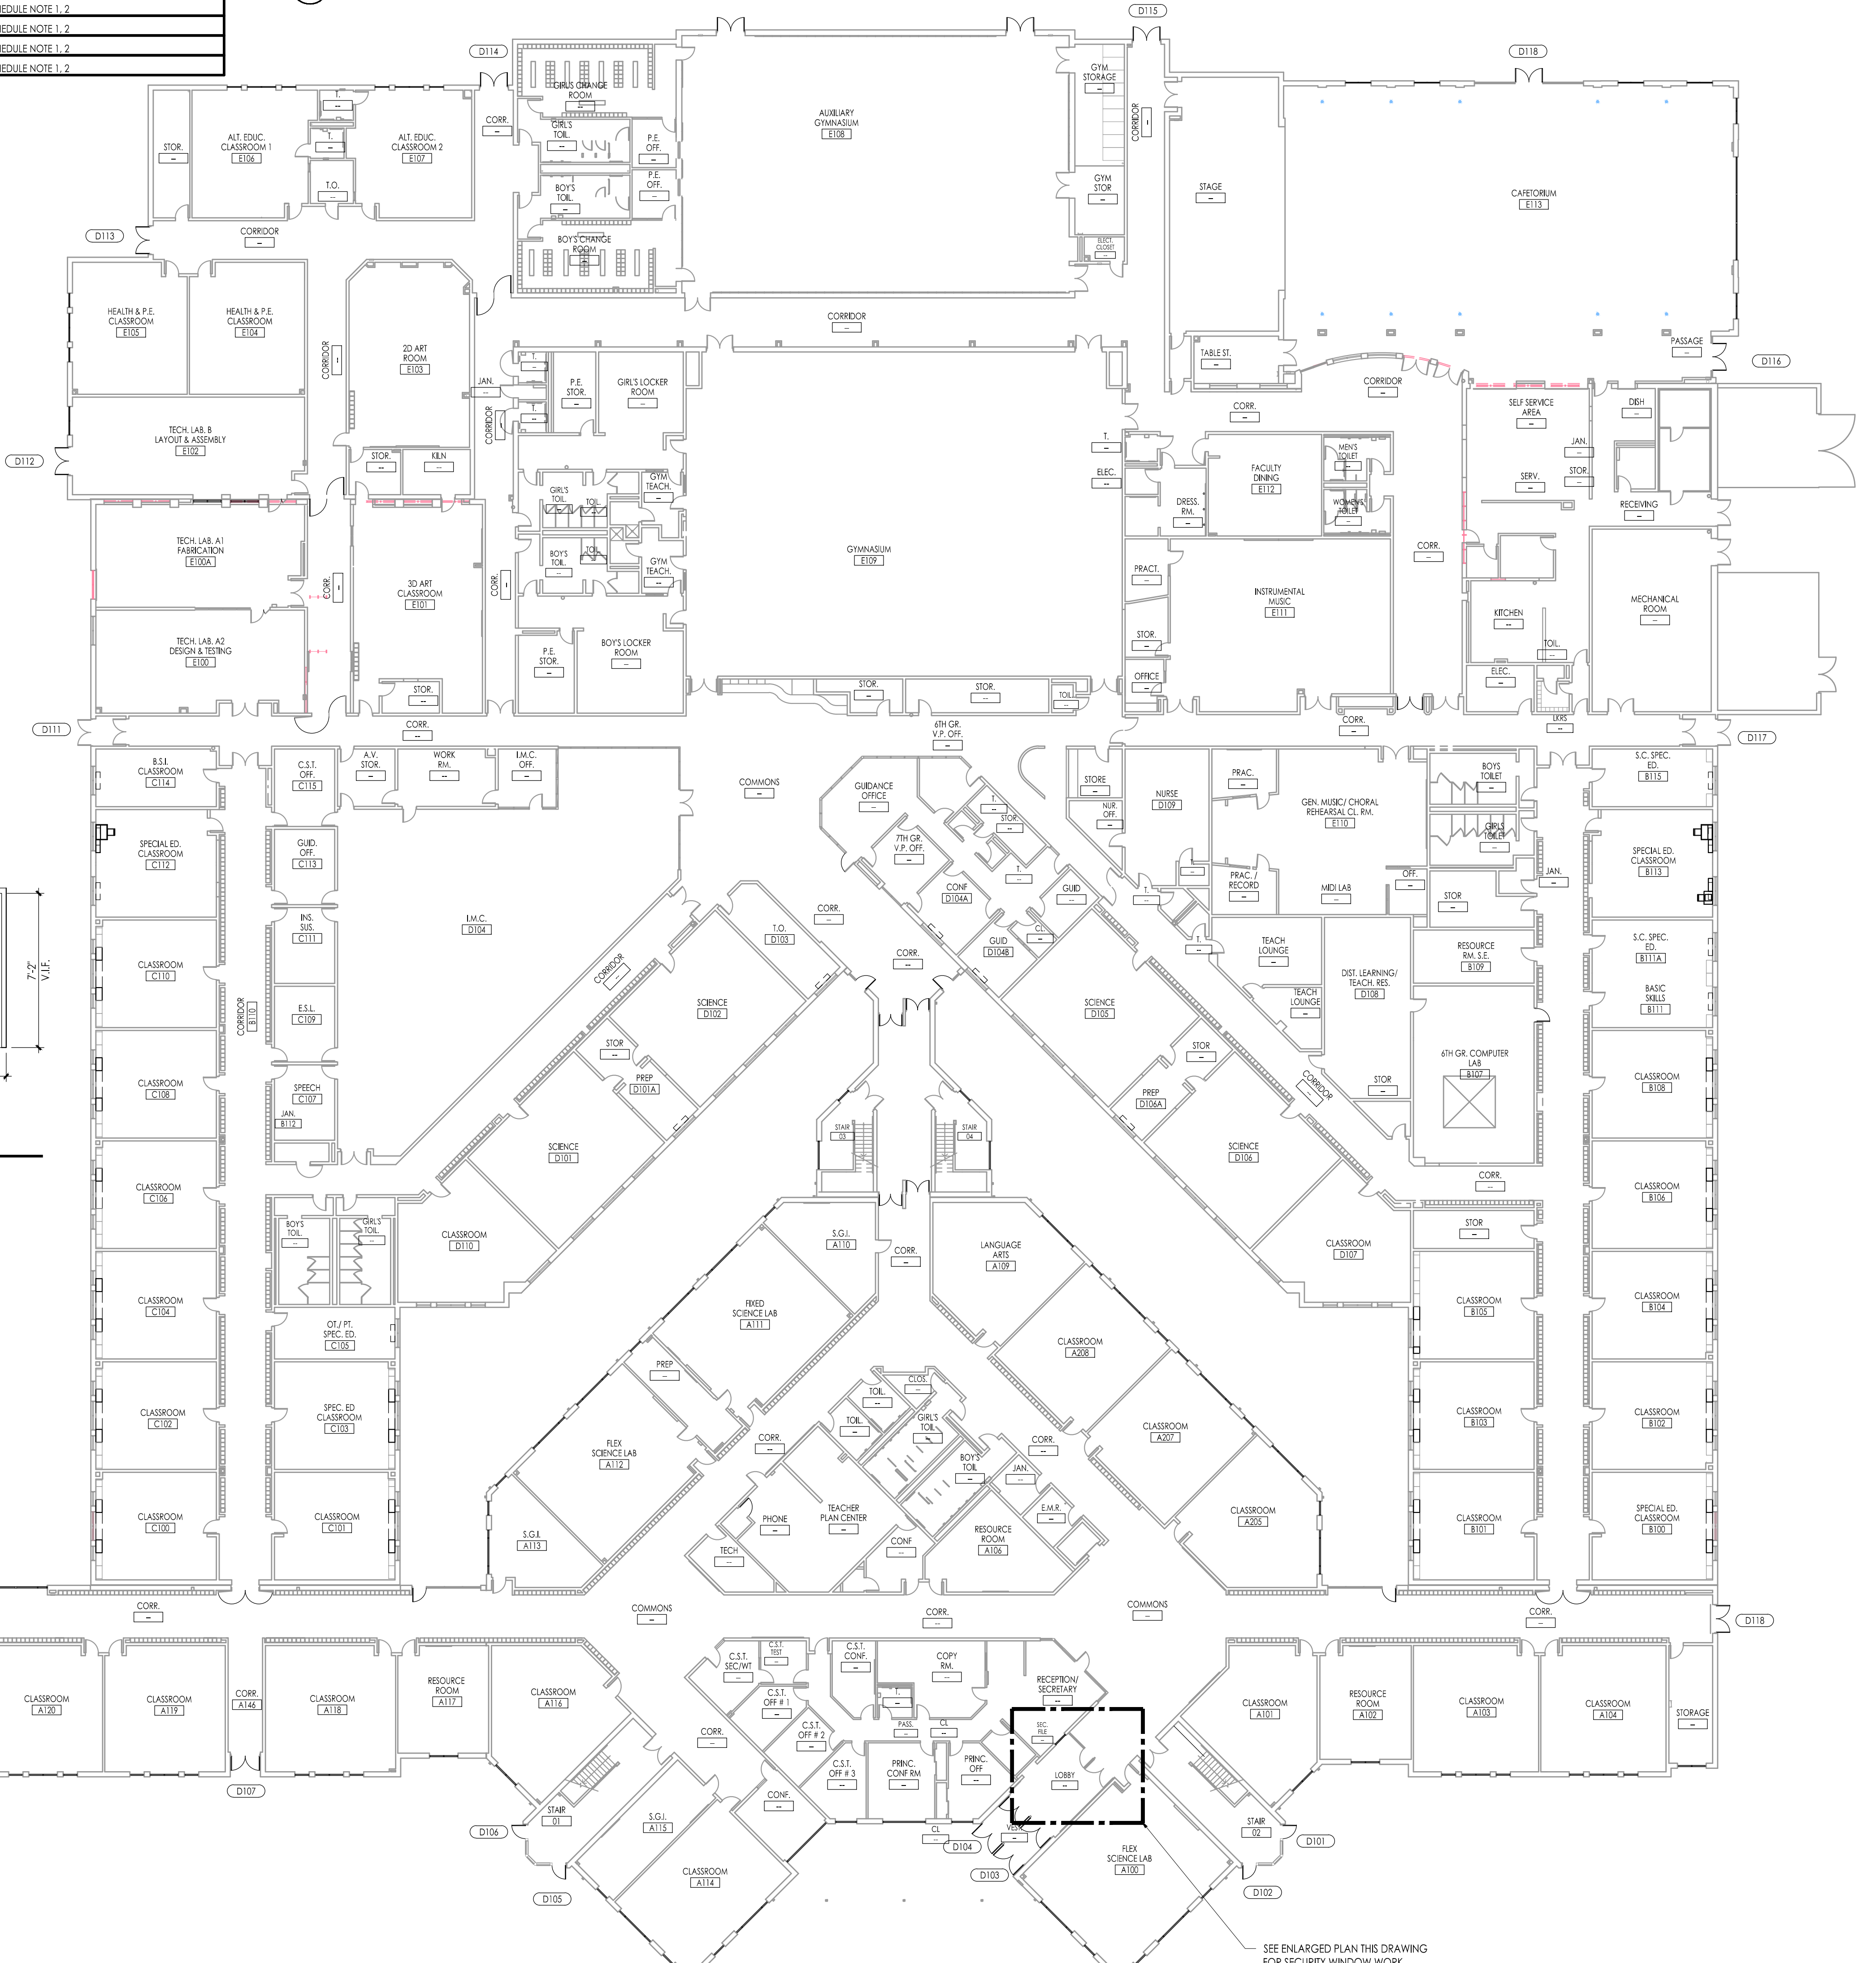 HEDULE NOTE 1, 2
HEDULE NOTE 1, 2
HEDULE NOTE 1, 2
HEDULE NOTE 1, 2
D115
D114
D118
GIRL'S CHANGE
ROOM
--
GYM
STORAGE
--
T.
--
CORR.
--
AUXILIARY
GYMNASIUM
E108
CORRIDOR
--
STOR.
--
ALT. EDUC.
CLASSROOM 1
E106
T.
--
ALT. EDUC.
CLASSROOM 2
E107
GIRL'S
TOIL.
--
P.E.
OFF.
--
T.O.
--
BOY'S
TOIL.
--
P.E.
OFF.
--
GYM
STOR
--
STAGE
--
CAFETORIUM
E113
D113
CORRIDOR
--
BOY'S CHANGE
ROOM
--
ELECT.
CLOSET
--
HEALTH & P.E.
CLASSROOM
E105
HEALTH & P.E.
CLASSROOM
E104
CORRIDOR
--
CORRIDOR
--
2D ART
ROOM
E103
T.
--
TABLE ST.
--
PASSAGE
--
D116
JAN.
--
P.E.
STOR.
--
GIRL'S LOCKER
ROOM
--
CORRIDOR
--
T.
--
CORRIDOR
--
CORR.
--
SELF SERVICE
AREA
--
DISH
--
TECH. LAB. B
LAYOUT & ASSEMBLY
E102
D112
STOR.
--
KILN
--
T.
--
ELEC.
--
FACULTY
DINING
E112
MEN'S
TOILET
--
JAN.
--
STOR.
--
SERV.
--
GIRL'S
TOIL.
--
TOIL.
--
GYM
TEACH.
--
DRESS.
RM.
--
WOMEN'S
TOILET
--
RECEIVING
--
TECH. LAB. A1
FABRICATION
E100A
BOY'S
TOIL.
--
TOIL.
--
GYM
TEACH.
--
GYMNASIUM
E109
CORR.
--
CORR.
--
CORR.
--
3D ART
CLASSROOM
E101
PRACT.
--
INSTRUMENTAL
MUSIC
E111
KITCHEN
--
MECHANICAL
ROOM
--
TECH. LAB. A2
DESIGN & TESTING
E100
P.E.
STOR.
--
BOY'S LOCKER
ROOM
--
STOR.
--
TOIL.
--
OFFICE
--
ELEC.
--
STOR.
--
STOR.
--
STOR.
--
TOIL.
--
D111
CORR.
--
6TH GR.
V.P. OFF.
--
CORR.
--
LKRS
--
D117
B.S.I.
CLASSROOM
C114
C.S.T.
OFF.
C115
A.V.
STOR.
--
WORK
RM.
--
I.M.C.
OFF.
--
COMMONS
--
GUIDANCE
OFFICE
--
STORE
--
NURSE
D109
PRAC.
--
GEN. MUSIC/ CHORAL
REHEARSAL CL. RM.
E110
BOYS
TOILET
--
S.C. SPEC.
ED.
B115
T.
--
STOR.
--
NUR.
OFF.
--
GIRLS
TOILET
--
SPECIAL ED.
CLASSROOM
C112
GUID.
OFF.
C113
7TH GR.
V.P. OFF.
--
T.
--
PRAC. /
RECORD
--
MIDI LAB
OFF.
--
JAN.
--
SPECIAL ED.
CLASSROOM
B113
CONF
D104A
GUID
--
T.
--
STOR
--
CORR.
--
INS.
SUS.
C111
I.M.C.
D104
T.O.
D103
GUID
D104B
CL
--
T.
--
TEACH
LOUNGE
--
RESOURCE
RM. S.E.
B109
S.C. SPEC.
ED.
B111A
CLASSROOM
C110
CORRIDOR
--
CORR.
--
DIST. LEARNING/
TEACH. RES.
D108
BASIC
SKILLS
B111
7'-2"
V.I.F.
CORRIDOR
B110
E.S.L.
C109
SCIENCE
D102
SCIENCE
D105
TEACH
LOUNGE
--
STOR
--
STOR
--
6TH GR. COMPUTER
LAB
B107
CLASSROOM
C108
SPEECH
C107
PREP
D101A
PREP
D106A
CORRIDOR
--
STOR
--
CLASSROOM
B108
JAN.
B112
SCIENCE
D101
STAIR
03
STAIR
04
SCIENCE
D106
CLASSROOM
C106
CORR.
--
CLASSROOM
B106
BOY'S
TOIL.
--
GIRL'S
TOIL.
--
CLASSROOM
D110
S.G.I.
A110
CORR.
--
LANGUAGE
ARTS
A109
CLASSROOM
D107
STOR
--
CLASSROOM
C104
FIXED
SCIENCE LAB
A111
CLASSROOM
B105
CLASSROOM
B104
OT./ PT.
SPEC. ED.
C105
CLASSROOM
A208
PREP
--
CLOS.
--
TOIL.
--
CLASSROOM
C102
SPEC. ED
CLASSROOM
C103
TOIL.
--
GIRL'S
TOIL.
--
CLASSROOM
A207
CLASSROOM
B103
CLASSROOM
B102
FLEX
SCIENCE LAB
A112
CORR.
--
CORR.
--
BOY'S
TOIL
--
JAN.
--
CLASSROOM
C100
CLASSROOM
C101
S.G.I.
A113
PHONE
--
TEACHER
PLAN CENTER
--
E.M.R.
--
CLASSROOM
A205
CLASSROOM
B101
SPECIAL ED.
CLASSROOM
B100
TECH
--
CONF
--
RESOURCE
ROOM
A106
CORR.
--
COMMONS
--
CORR.
--
COMMONS
--
CORR.
--
D118
CLASSROOM
A120
CLASSROOM
A119
CORR.
A146
CLASSROOM
A118
RESOURCE
ROOM
A117
CLASSROOM
A116
C.S.T.
SEC/WT
--
C.S.T.
TEST
--
C.S.T.
CONF.
--
COPY
RM.
--
RECEPTION/
SECRETARY
--
CLASSROOM
A101
RESOURCE
ROOM
A102
CLASSROOM
A103
CLASSROOM
A104
STORAGE
--
C.S.T.
OFF # 1
--
T.
--
PASS.
--
CL
--
SEC.
FILE
--
CORR.
--
C.S.T.
OFF # 2
--
C.S.T.
OFF # 3
--
PRINC.
CONF RM
--
PRINC.
OFF
--
LOBBY
--
D107
CONF.
--
STAIR
01
S.G.I.
A115
CL
--
VEST.
--
STAIR
02
D106
D104
D101
CLASSROOM
A114
D103
FLEX
SCIENCE LAB
A100
D105
D102
SEE ENLARGED PLAN THIS DRAWING
FOR SECURITY WINDOW WORK